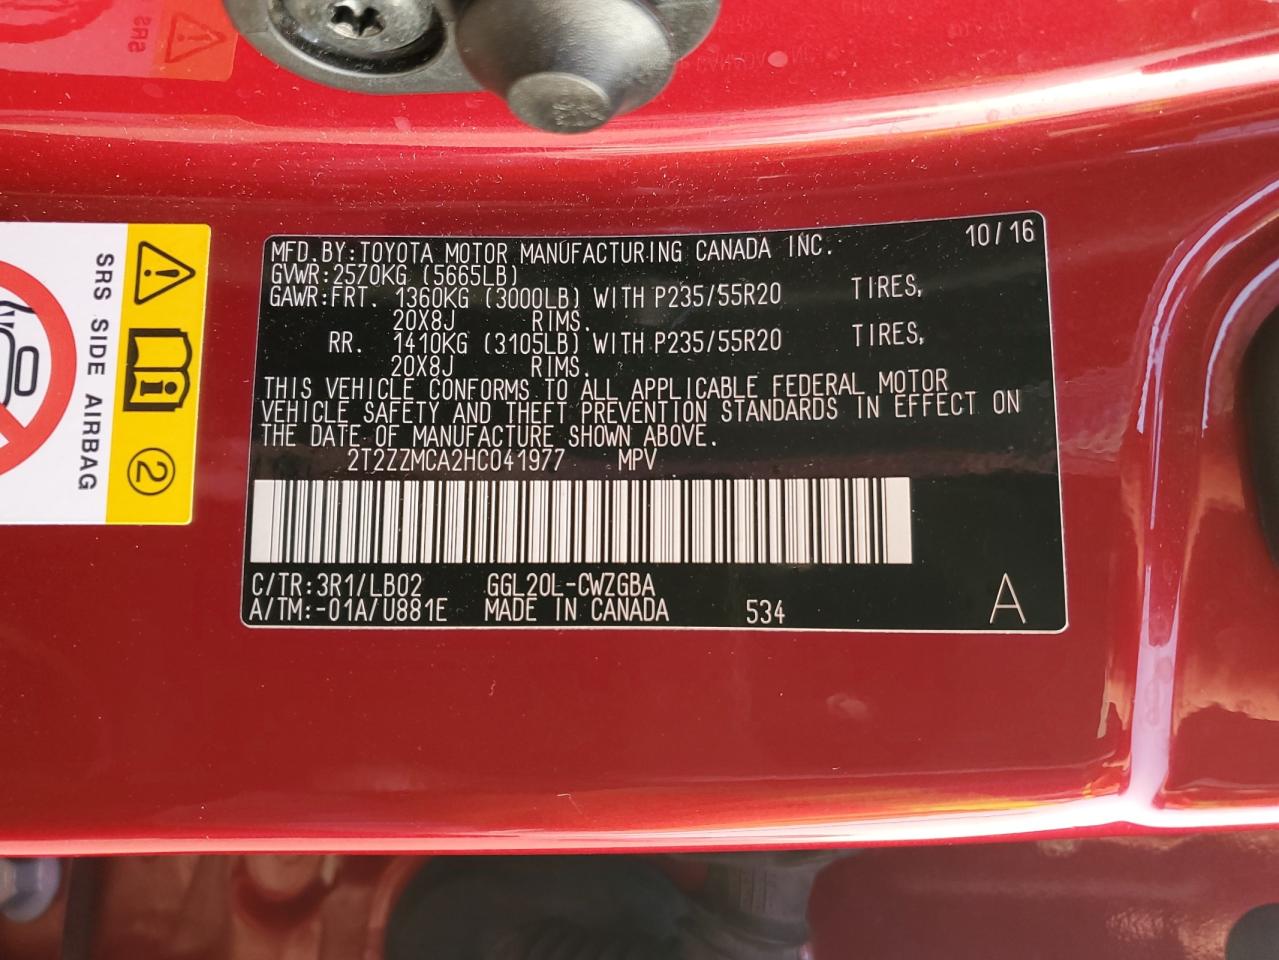 SRS
MFD.BY:TOYOTA MOTOR MANUFACTURING CANADA INC. 10/16
GVWR:2570KG (5665LB)
GAWR:FRT. 1360KG (3000LB) WITH P235/55R20 TIRES,
20X8J RIMS.
RR. 1410KG (3105LB) WITH P235/55R20 TIRES,
20X8J RIMS.
THIS VEHICLE CONFORMS TO ALL APPLICABLE FEDERAL MOTOR
VEHICLE SAFETY AND THEFT PREVENTION STANDARDS IN EFFECT ON
THE DATE OF MANUFACTURE SHOWN ABOVE.
2T2ZZMCA2HC041977 MPV
C/TR:3R1/LB02 GGL20L-CWZGBA
A/TM:-01A/U881E MADE IN CANADA 534 A
SRS SIDE AIRBAG
2